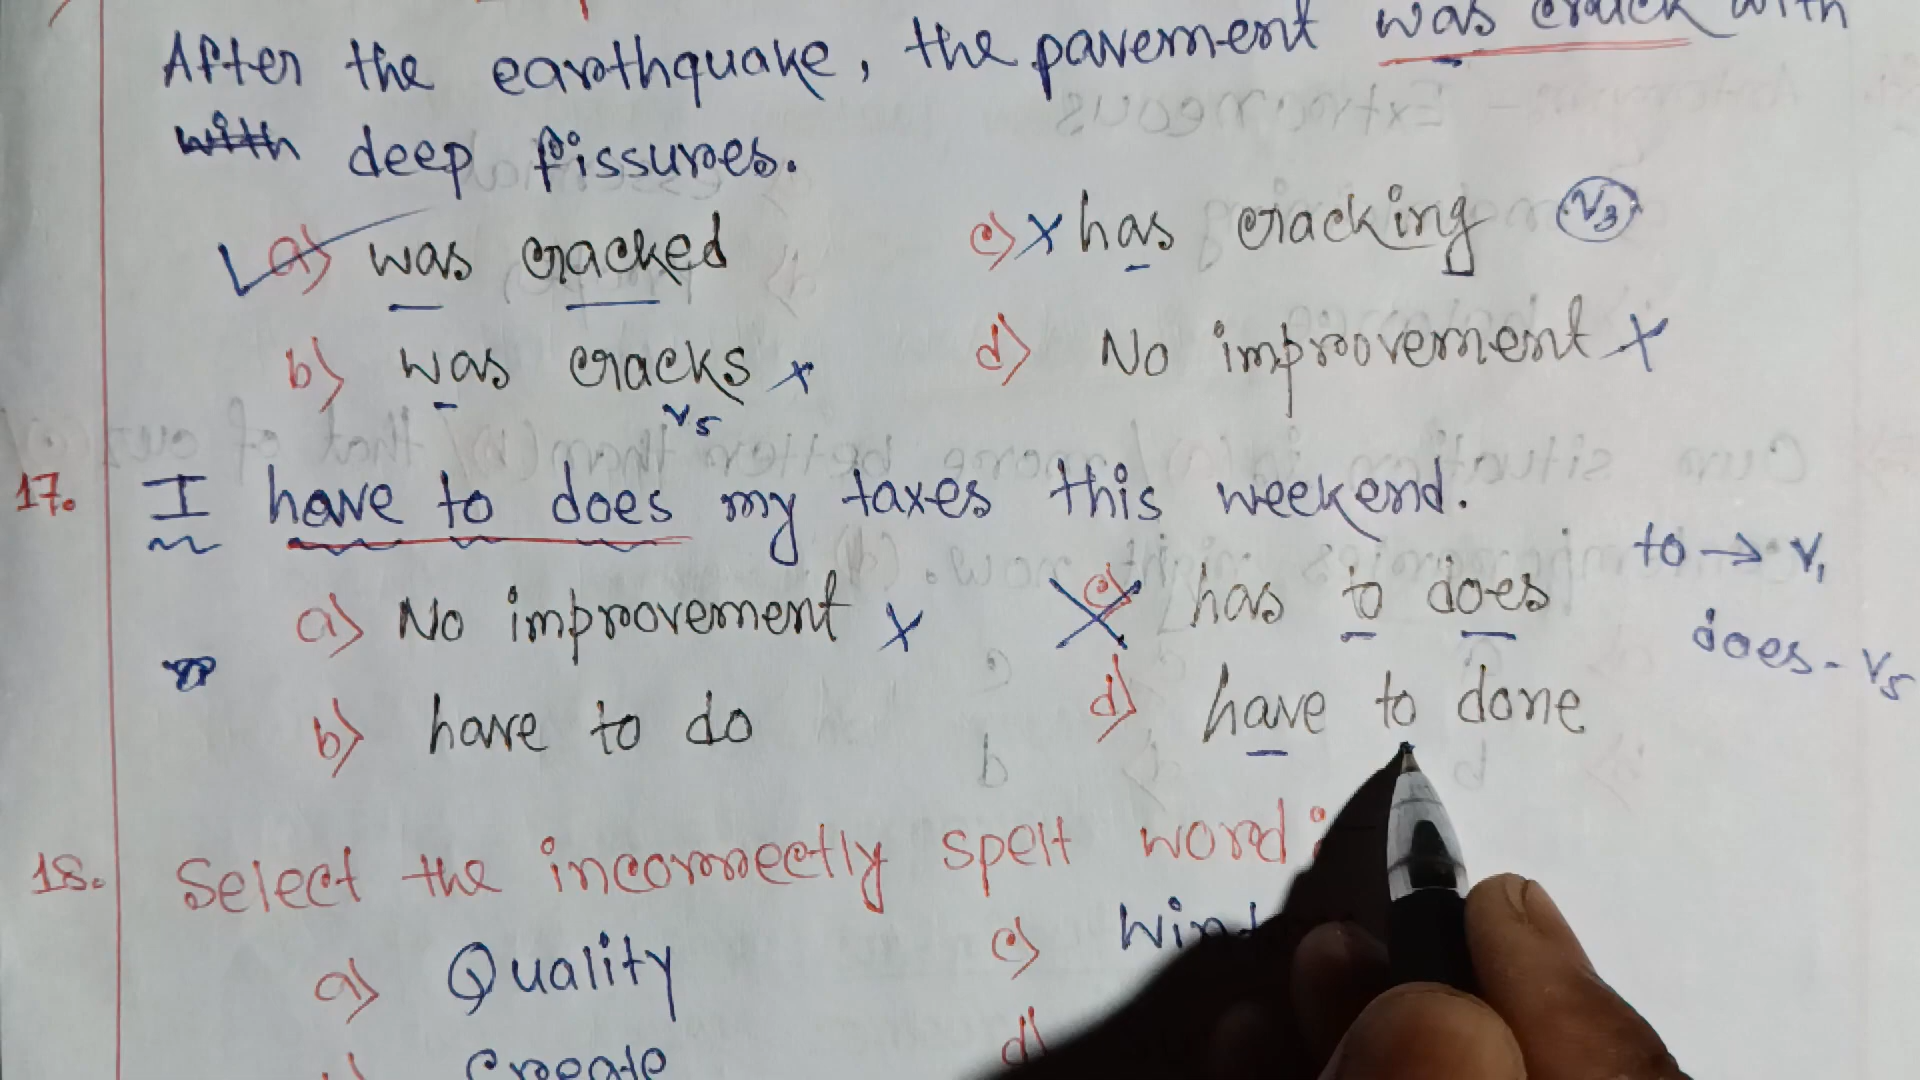 After the earthquake, the pavement was crack with
with deep fissures.
a) was cracked
c) x has cracking V3
b) was cracks x
V5
d) No improvement x
17. I have to does my taxes this weekend.
to → V1
a) No improvement x
c) has to does
does - V5
b) have to do
d) have to done
18. Select the incorrectly spelt word:
a) Quality
c)
d)
Create